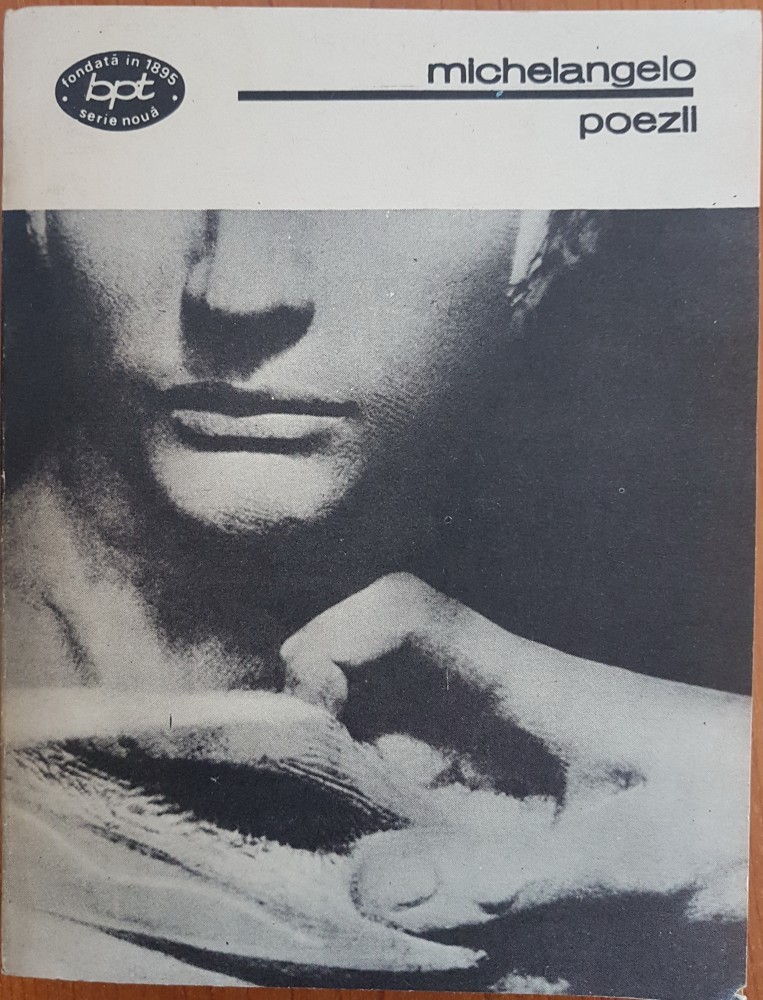 fondată în 1895
bpt
serie nouă
michelangelo
poezii